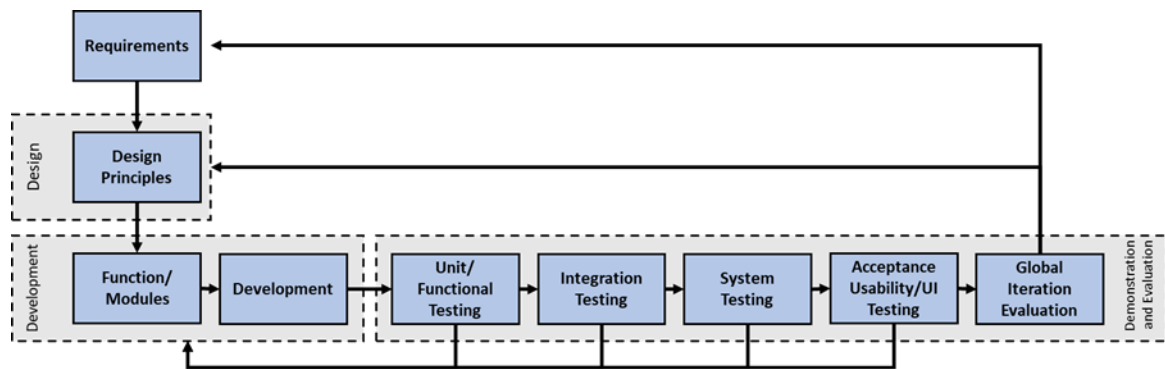 Requirements
Design
Design
Principles
Development
Function/
Modules
Development
Unit/
Functional
Testing
Integration
Testing
System
Testing
Acceptance
Usability/UI
Testing
Global
Iteration
Evaluation
Demonstration
and Evaluation